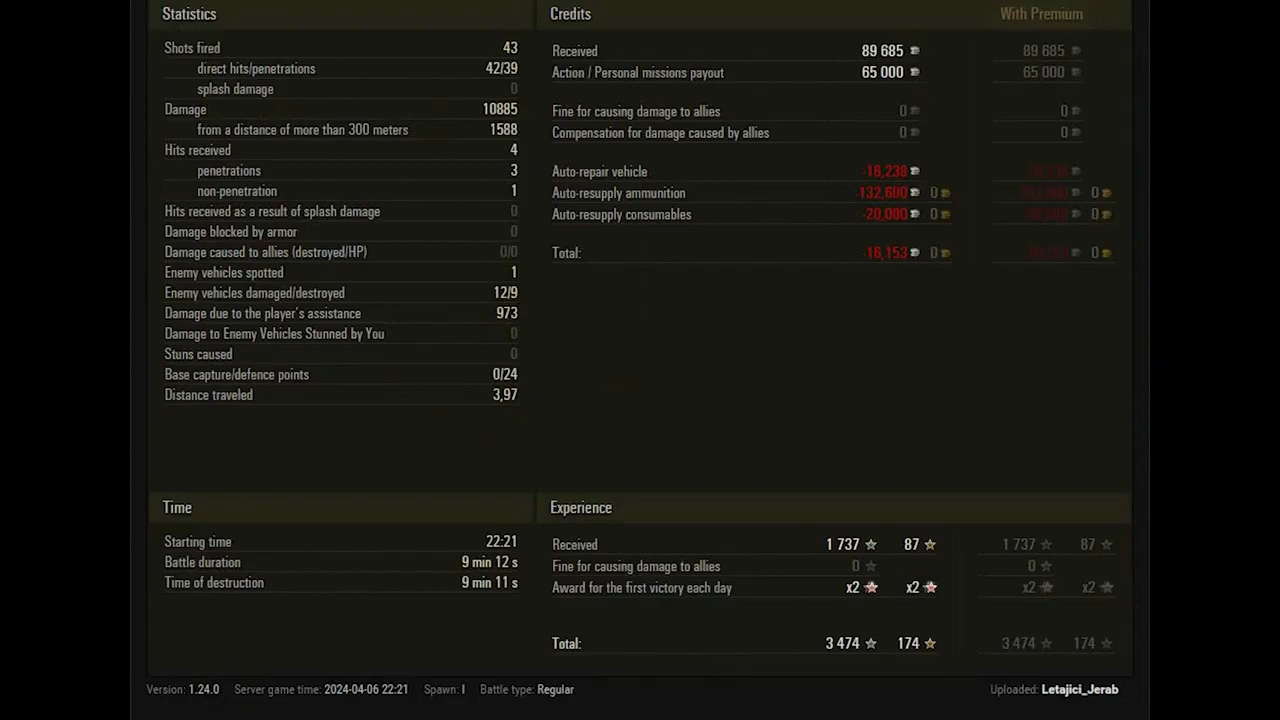 Statistics
Shots fired 43
direct hits/penetrations 42/39
splash damage 0
Damage 10885
from a distance of more than 300 meters 1588
Hits received 4
penetrations 3
non-penetration 1
Hits received as a result of splash damage 0
Damage blocked by armor 0
Damage caused to allies (destroyed/HP) 0/0
Enemy vehicles spotted 1
Enemy vehicles damaged/destroyed 12/9
Damage due to the player's assistance 973
Damage to Enemy Vehicles Stunned by You 0
Stuns caused 0
Base capture/defence points 0/24
Distance traveled 3,97
Credits With Premium
Received 89 685 89 685
Action / Personal missions payout 65 000 65 000
Fine for causing damage to allies 0 0
Compensation for damage caused by allies 0 0
Auto-repair vehicle
Auto-resupply ammunition -132,600 0 0
Auto-resupply consumables -20,000 0 0
Total: -16,153 0 0
Time
Starting time 22:21
Battle duration 9 min 12 s
Time of destruction 9 min 11 s
Experience
Received 1 737 87 1 737 87
Fine for causing damage to allies 0 0
Award for the first victory each day x2 x2 x2 x2
Total: 3 474 174 3 474 174
Version: 1.24.0 Server game time: 2024-04-06 22:21 Spawn: I Battle type: Regular Uploaded: Letajici_Jerab